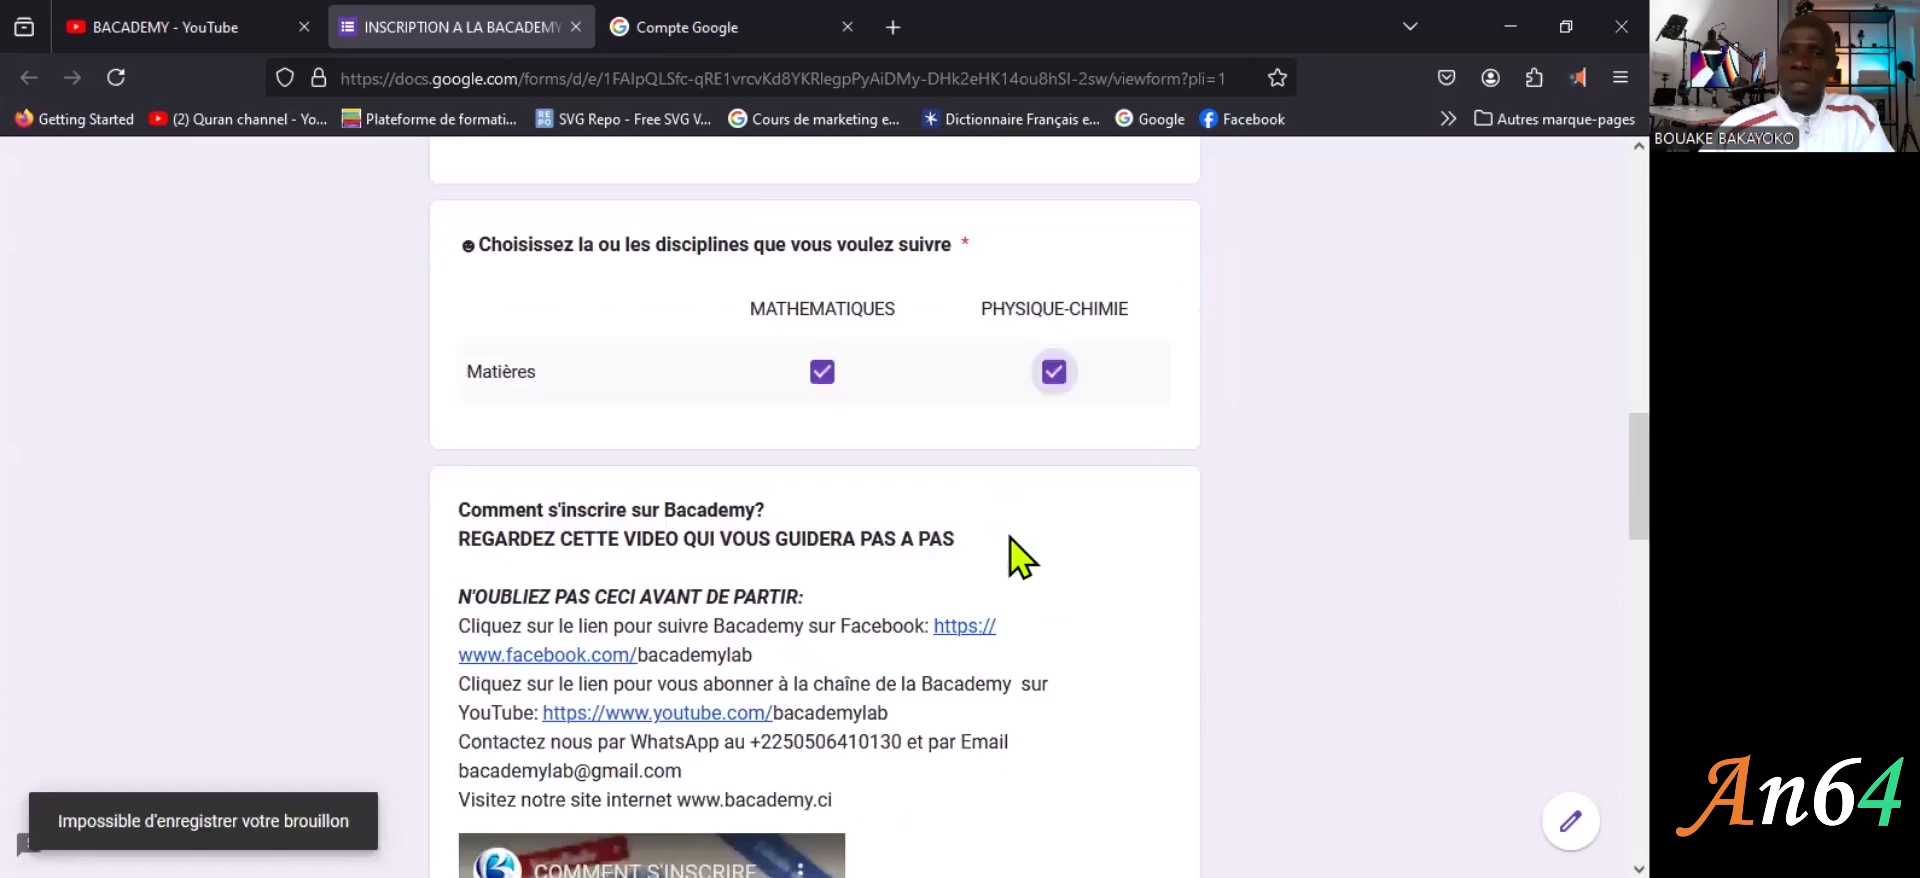 BACADEMY - YouTube
INSCRIPTION A LA BACADEMY
Compte Google
https://docs.google.com/forms/d/e/1FAIpQLSfc-qRE1vrcvKd8YKRlegpPyAiDMy-DHk2eHK14ou8hSI-2sw/viewform?pli=1
Getting Started
(2) Quran channel - Yo...
Plateforme de formati...
SVG Repo - Free SVG V...
Cours de marketing e...
Dictionnaire Français e...
Google
Facebook
Autres marque-pages
BOUAKE BAKAYOKO
Choisissez la ou les disciplines que vous voulez suivre *
MATHEMATIQUES PHYSIQUE-CHIMIE
Matières
Comment s'inscrire sur Bacademy?
REGARDEZ CETTE VIDEO QUI VOUS GUIDERA PAS A PAS
N'OUBLIEZ PAS CECI AVANT DE PARTIR:
Cliquez sur le lien pour suivre Bacademy sur Facebook: https://
www.facebook.com/bacademylab
Cliquez sur le lien pour vous abonner à la chaîne de la Bacademy sur
YouTube: https://www.youtube.com/bacademylab
Contactez nous par WhatsApp au +2250506410130 et par Email
bacademylab@gmail.com
Visitez notre site internet www.bacademy.ci
Impossible d'enregistrer votre brouillon
COMMENT S'INSCRIRE
An64